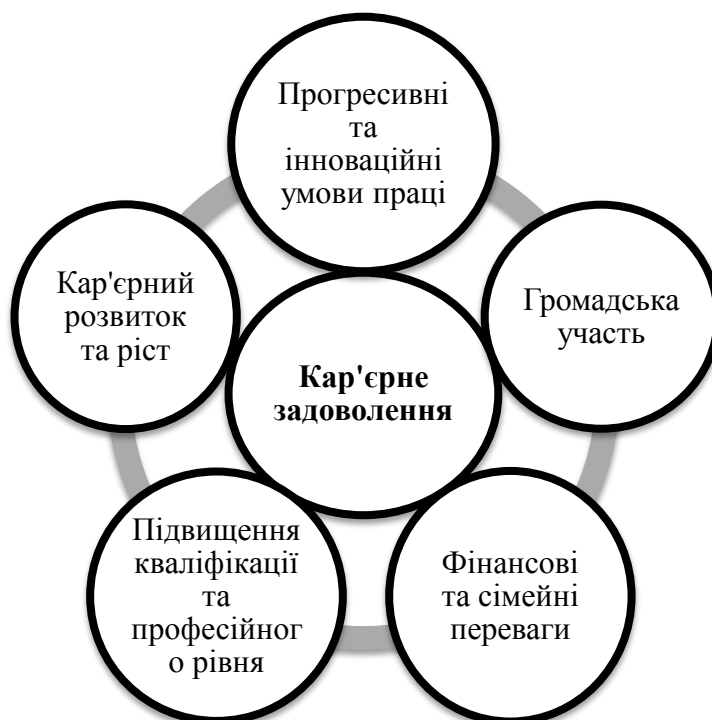 Прогресивні
та
інноваційні
умови праці
Кар'єрний
розвиток
та ріст
Громадська
участь
Кар'єрне
задоволення
Підвищення
кваліфікації
та
професійног
о рівня
Фінансові
та сімейні
переваги